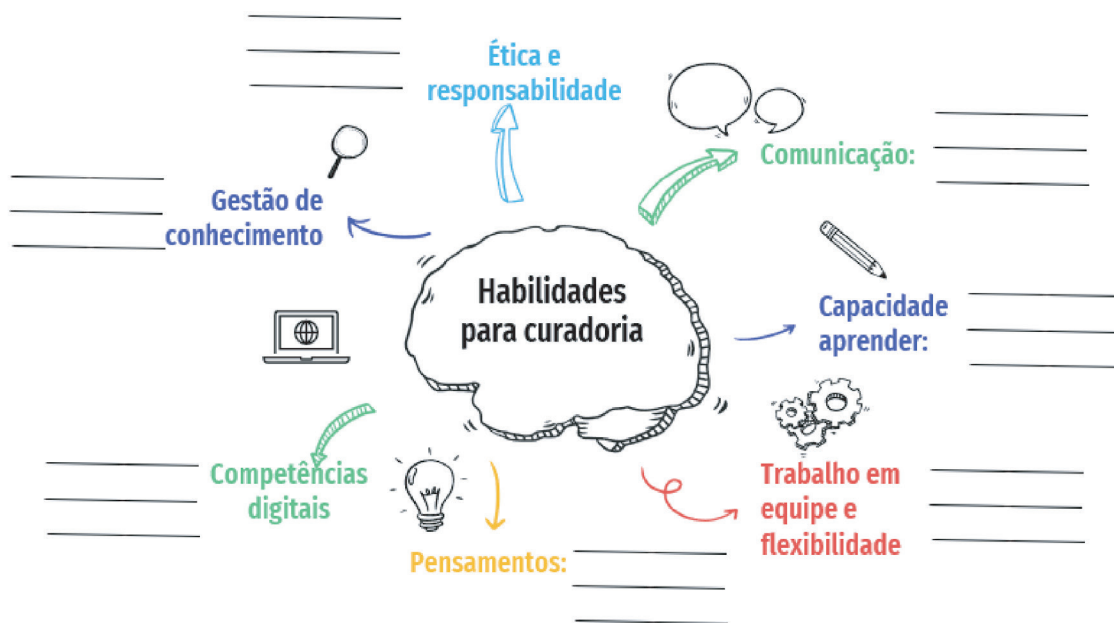 Ética e
responsabilidade
Comunicação:
Gestão de
conhecimento
Habilidades
para curadoria
Capacidade
aprender:
Competências
digitais
Trabalho em
equipe e
flexibilidade
Pensamentos: